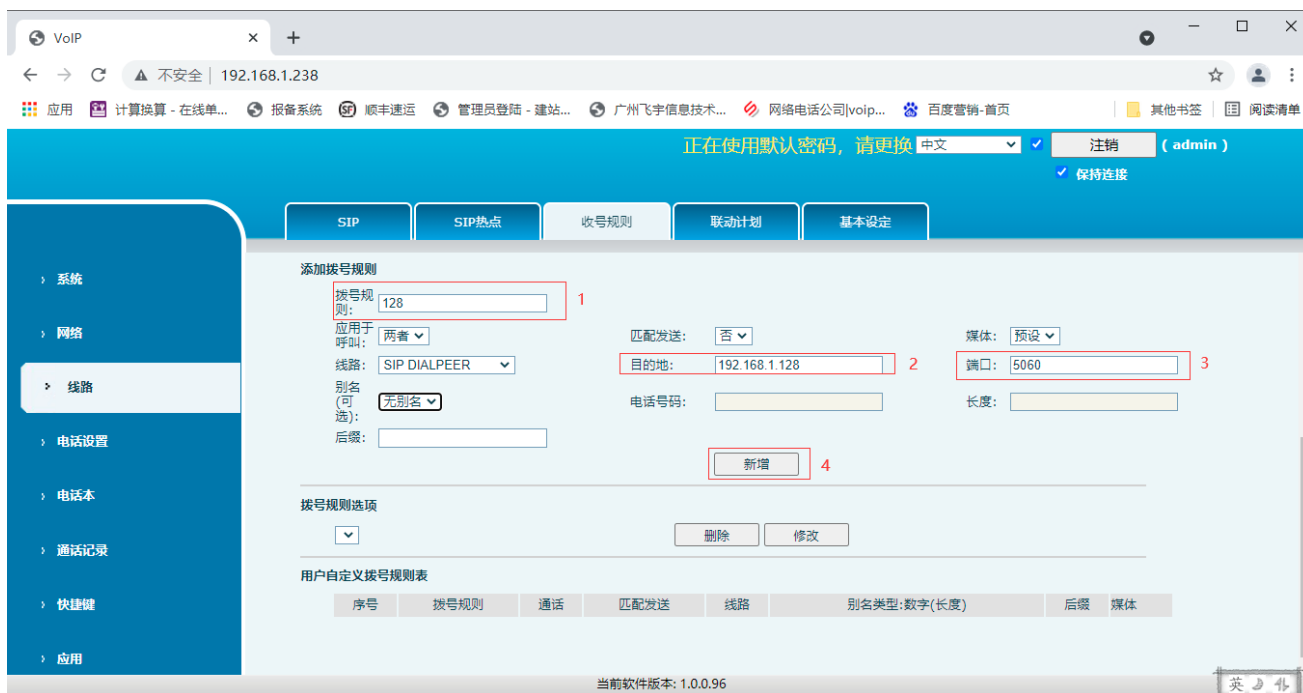 VoIP
不安全 | 192.168.1.238
应用 计算换算 - 在线单... 报备系统 SF 顺丰速运 管理员登陆 - 建站... 广州飞宇信息技术... 网络电话公司|voip... 百度营销-首页 其他书签 阅读清单
正在使用默认密码，请更换 中文 注销 ( admin )
保持连接
SIP SIP热点 收号规则 联动计划 基本设定
系统
网络
线路
电话设置
电话本
通话记录
快捷键
应用
添加拨号规则
拨号规则: 128 1
应用于呼叫: 两者 匹配发送: 否 媒体: 预设
线路: SIP DIALPEER 目的地: 192.168.1.128 2 端口: 5060 3
别名(可选): 无别名 电话号码: 长度:
后缀:
新增 4
拨号规则选项
删除 修改
用户自定义拨号规则表
序号 拨号规则 通话 匹配发送 线路 别名类型:数字(长度) 后缀 媒体
当前软件版本: 1.0.0.96
英